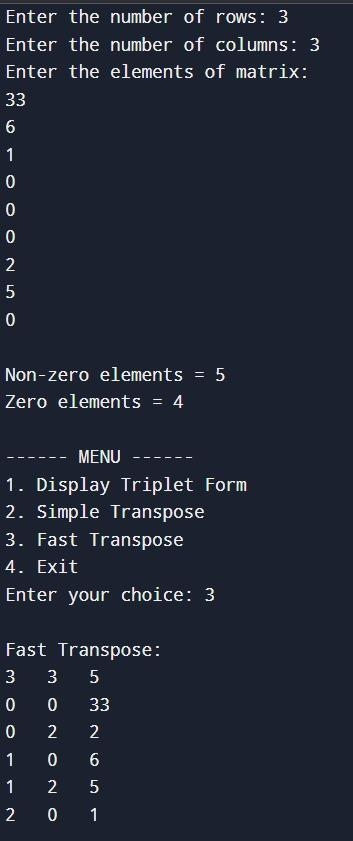 Enter the number of rows: 3
Enter the number of columns: 3
Enter the elements of matrix:
33
6
1
0
0
0
2
5
0
Non-zero elements = 5
Zero elements = 4
------ MENU ------
1. Display Triplet Form
2. Simple Transpose
3. Fast Transpose
4. Exit
Enter your choice: 3
Fast Transpose:
3   3   5
0   0   33
0   2   2
1   0   6
1   2   5
2   0   1